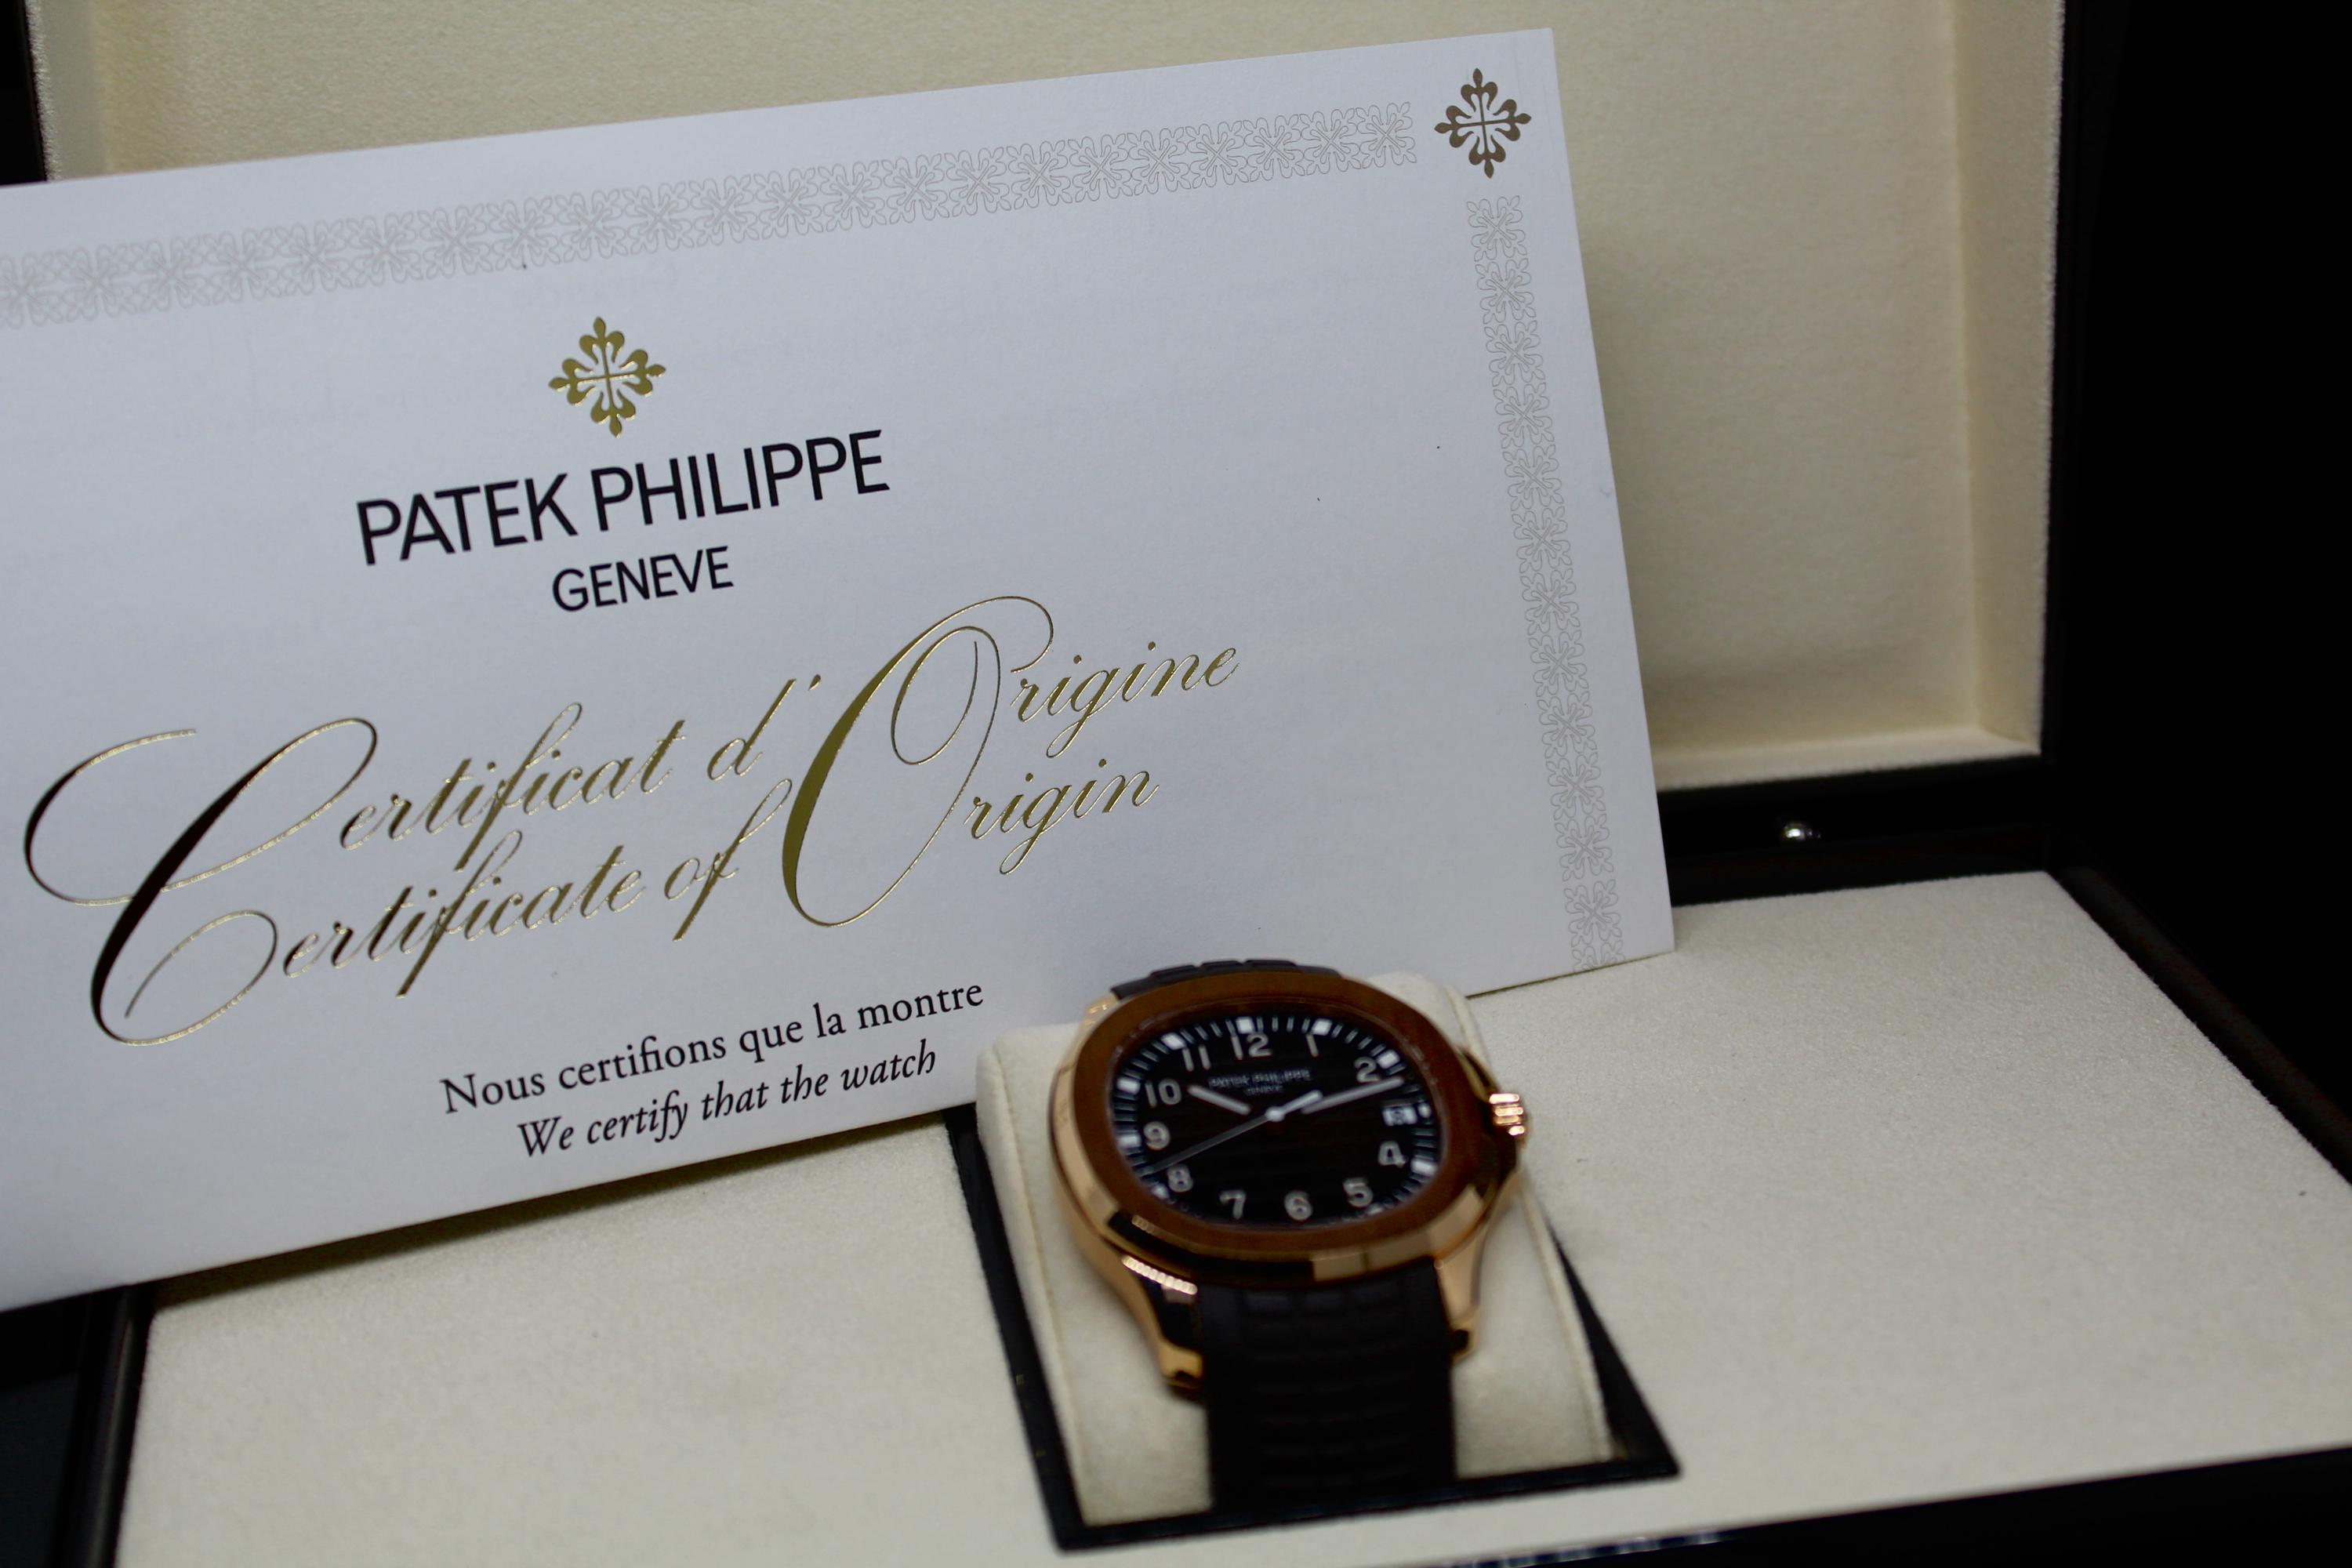 PATEK PHILIPPE
GENEVE
Certificat d'Origine
Certificate of Origin
Nous certifions que la montre
We certify that the watch
PATEK PHILIPPE
GENEVE
12
1
2
4
5
6
7
8
9
10
11